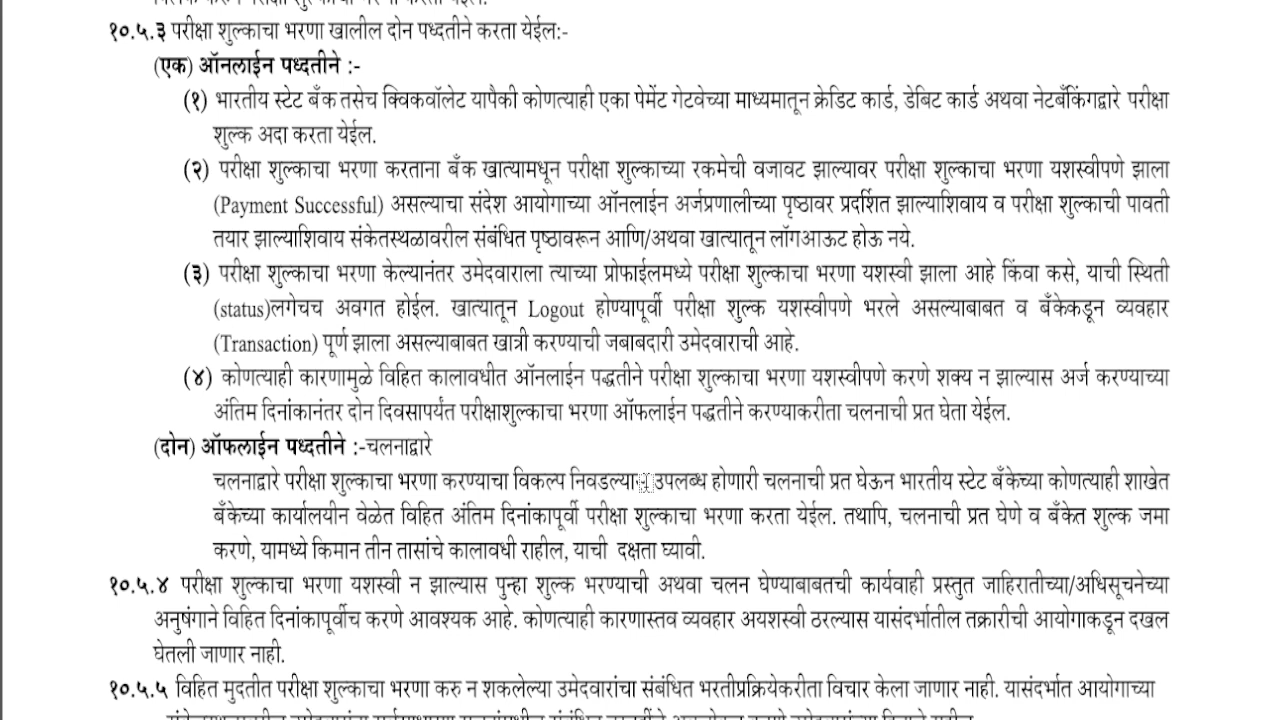 १०.५.३ परीक्षा शुल्काचा भरणा खालील दोन पध्दतीने करता येईल:-
(एक) ऑनलाईन पध्दतीने :-
(१) भारतीय स्टेट बँक तसेच क्विकवॉलेट यापैकी कोणत्याही एका पेमेंट गेटवेच्या माध्यमातून क्रेडिट कार्ड, डेबिट कार्ड अथवा नेटबँकिंगद्वारे परीक्षा
शुल्क अदा करता येईल.
(२) परीक्षा शुल्काचा भरणा करताना बँक खात्यामधून परीक्षा शुल्काच्या रकमेची वजावट झाल्यावर परीक्षा शुल्काचा भरणा यशस्वीपणे झाला
(Payment Successful) असल्याचा संदेश आयोगाच्या ऑनलाईन अर्जप्रणालीच्या पृष्ठावर प्रदर्शित झाल्याशिवाय व परीक्षा शुल्काची पावती
तयार झाल्याशिवाय संकेतस्थळावरील संबंधित पृष्ठावरून आणि/अथवा खात्यातून लॉगआऊट होऊ नये.
(३) परीक्षा शुल्काचा भरणा केल्यानंतर उमेदवाराला त्याच्या प्रोफाईलमध्ये परीक्षा शुल्काचा भरणा यशस्वी झाला आहे किंवा कसे, याची स्थिती
(status)लगेचच अवगत होईल. खात्यातून Logout होण्यापूर्वी परीक्षा शुल्क यशस्वीपणे भरले असल्याबाबत व बँकेकडून व्यवहार
(Transaction) पूर्ण झाला असल्याबाबत खात्री करण्याची जबाबदारी उमेदवाराची आहे.
(४) कोणत्याही कारणामुळे विहित कालावधीत ऑनलाईन पद्धतीने परीक्षा शुल्काचा भरणा यशस्वीपणे करणे शक्य न झाल्यास अर्ज करण्याच्या
अंतिम दिनांकानंतर दोन दिवसापर्यंत परीक्षाशुल्काचा भरणा ऑफलाईन पद्धतीने करण्याकरीता चलनाची प्रत घेता येईल.
(दोन) ऑफलाईन पध्दतीने :-चलनाद्वारे
चलनाद्वारे परीक्षा शुल्काचा भरणा करण्याचा विकल्प उपलब्ध होणारी चलनाची प्रत घेऊन भारतीय स्टेट बँकेच्या कोणत्याही शाखेत
बँकेच्या कार्यालयीन वेळेत विहित अंतिम दिनांकापूर्वी परीक्षा शुल्काचा भरणा करता येईल. तथापि, चलनाची प्रत घेणे व बँकेत शुल्क जमा
करणे, यामध्ये किमान तीन तासांचे कालावधी राहील, याची दक्षता घ्यावी.
१०.५.४ परीक्षा शुल्काचा भरणा यशस्वी न झाल्यास पुन्हा शुल्क भरण्याची अथवा चलन घेण्याबाबतची कार्यवाही प्रस्तुत जाहिरातीच्या/अधिसूचनेच्या
अनुषंगाने विहित दिनांकापूर्वीच करणे आवश्यक आहे. कोणत्याही कारणास्तव व्यवहार अयशस्वी ठरल्यास यासंदर्भातील तक्रारीची आयोगाकडून दखल
घेतली जाणार नाही.
१०.५.५ विहित मुदतीत परीक्षा शुल्काचा भरणा करु न शकलेल्या उमेदवारांचा संबंधित भरतीप्रक्रियेकरीता विचार केला जाणार नाही. यासंदर्भात आयोगाच्या